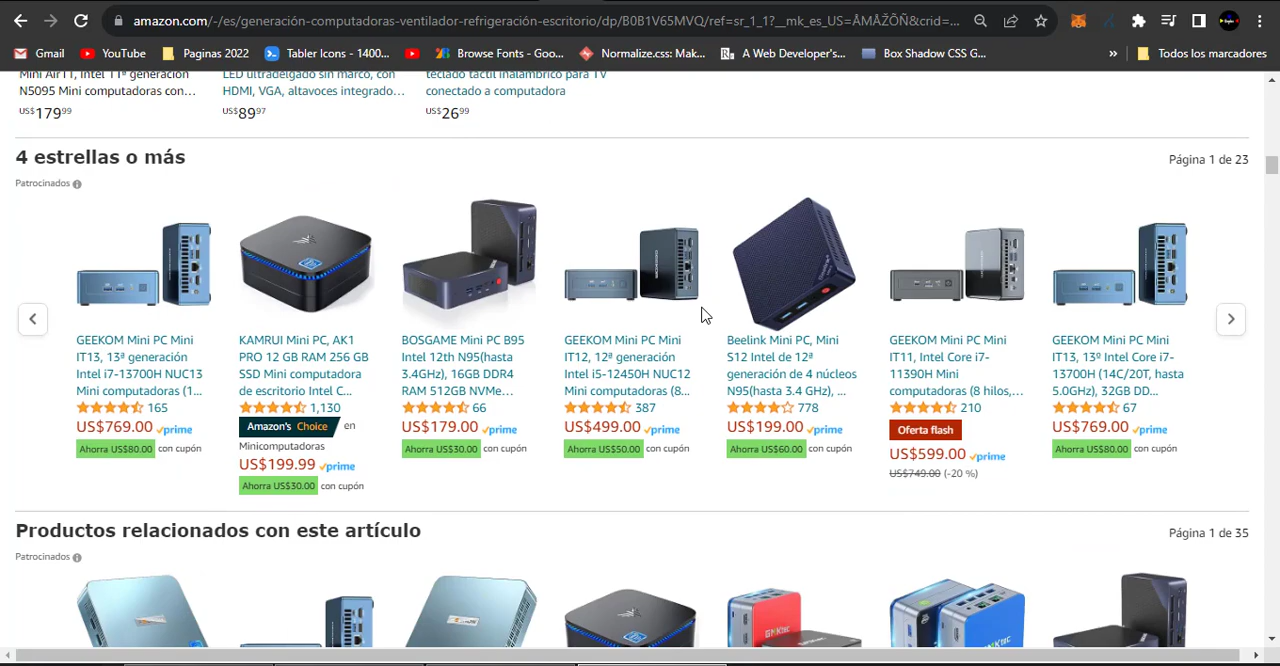 amazon.com/-/es/generación-computadoras-ventilador-refrigeración-escritorio/dp/B0B1V65MVQ/ref=sr_1_1?__mk_es_US=ÅMÅŽÕÑ&crid=...
Gmail
YouTube
Paginas 2022
Tabler Icons - 1400...
Browse Fonts - Goo...
Normalize.css: Mak...
A Web Developer's...
Box Shadow CSS G...
»
Todos los marcadores
Mini Air11, Intel 11ª generación
N5095 Mini computadoras con...
US$179⁹⁹
LED ultradelgado sin marco, con
HDMI, VGA, altavoces integrado...
US$89⁹⁷
teclado táctil inalámbrico para TV
conectado a computadora
US$26⁹⁹
4 estrellas o más
Página 1 de 23
Patrocinados
GEEKOM Mini PC Mini
IT13, 13ª generación
Intel i7-13700H NUC13
Mini computadoras (1...
165
US$769.00 prime
Ahorra US$80.00 con cupón
KAMRUI Mini PC, AK1
PRO 12 GB RAM 256 GB
SSD Mini computadora
de escritorio Intel C...
1,130
Amazon's Choice en
Minicomputadoras
US$199.99 prime
Ahorra US$30.00 con cupón
BOSGAME Mini PC B95
Intel 12th N95(hasta
3.4GHz), 16GB DDR4
RAM 512GB NVMe...
66
US$179.00 prime
Ahorra US$30.00 con cupón
GEEKOM Mini PC Mini
IT12, 12ª generación
Intel i5-12450H NUC12
Mini computadoras (8...
387
US$499.00 prime
Ahorra US$50.00 con cupón
Beelink Mini PC, Mini
S12 Intel de 12ª
generación de 4 núcleos
N95(hasta 3.4 GHz), ...
778
US$199.00 prime
Ahorra US$60.00 con cupón
GEEKOM Mini PC Mini
IT11, Intel Core i7-
11390H Mini
computadoras (8 hilos,...
210
Oferta flash
US$599.00 prime
US$749.00 (-20 %)
GEEKOM Mini PC Mini
IT13, 13º Intel Core i7-
13700H (14C/20T, hasta
5.0GHz), 32GB DD...
67
US$769.00 prime
Ahorra US$80.00 con cupón
Productos relacionados con este artículo
Página 1 de 35
Patrocinados